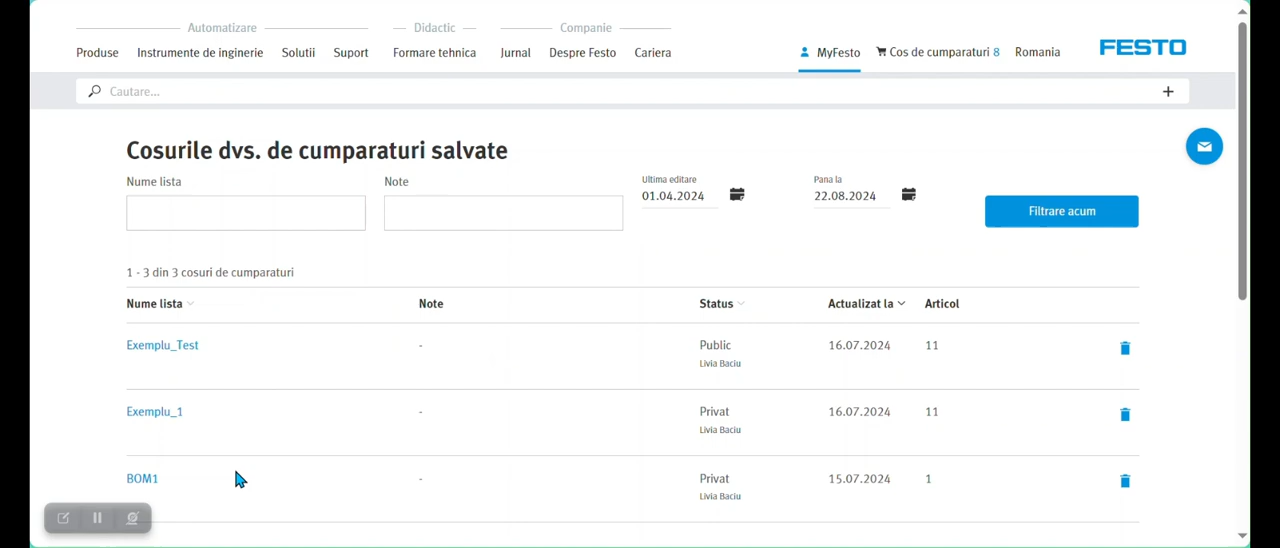 Automatizare Didactic Companie
Produse Instrumente de inginerie Solutii Suport Formare tehnica Jurnal Despre Festo Cariera MyFesto Cos de cumparaturi 8 Romania FESTO
Cautare...
Cosurile dvs. de cumparaturi salvate
Nume lista Note Ultima editare Pana la
01.04.2024 22.08.2024
Filtrare acum
1 - 3 din 3 cosuri de cumparaturi
Nume lista Note Status Actualizat la Articol
Exemplu_Test - Public 16.07.2024 11
Livia Baciu
Exemplu_1 - Privat 16.07.2024 11
Livia Baciu
BOM1 - Privat 15.07.2024 1
Livia Baciu